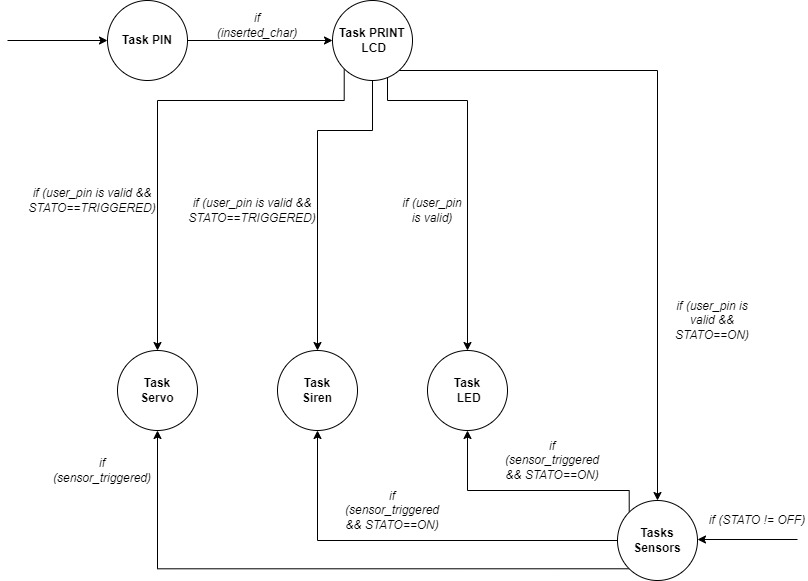 Task PIN
if
(inserted_char)
Task PRINT
LCD
if (user_pin is valid &&
STATO==TRIGGERED)
if (user_pin is valid &&
STATO==TRIGGERED)
if (user_pin
is valid)
if (user_pin is
valid &&
STATO==ON)
Task
Servo
Task
Siren
Task
LED
if
(sensor_triggered)
if
(sensor_triggered
&& STATO==ON)
if
(sensor_triggered
&& STATO==ON)
Tasks
Sensors
if (STATO != OFF)